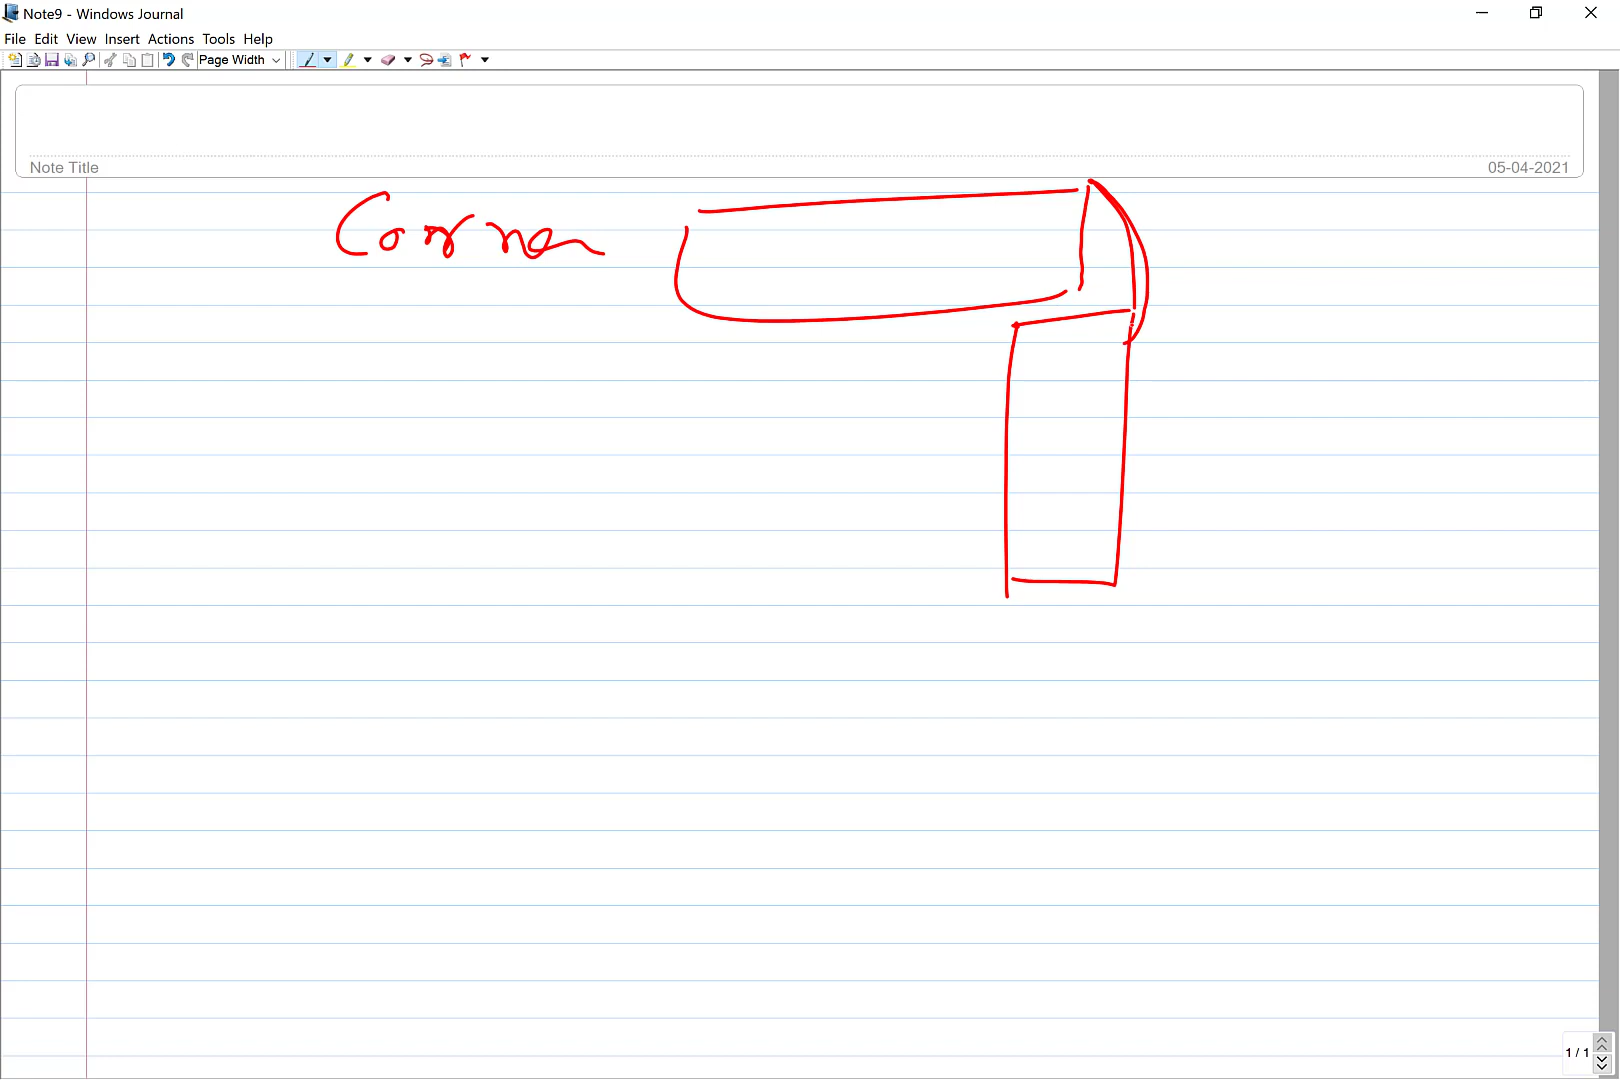 Note9 - Windows Journal
File Edit View Insert Actions Tools Help
Page Width
Note Title 05-04-2021
Corner
1 / 1